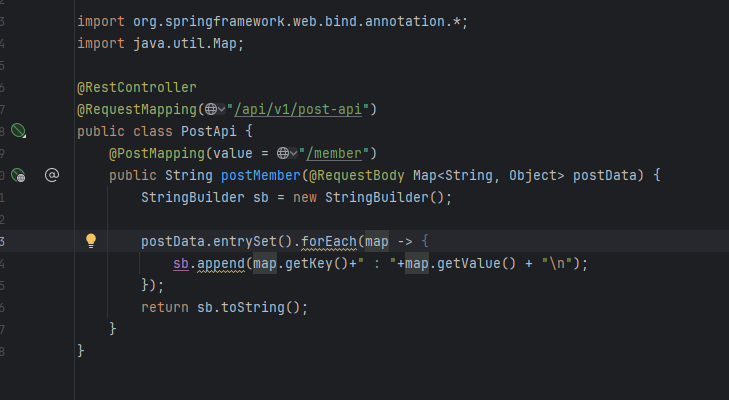 import org.springframework.web.bind.annotation.*;
import java.util.Map;
@RestController
@RequestMapping("/api/v1/post-api")
public class PostApi {
@PostMapping(value = "/member")
public String postMember(@RequestBody Map<String, Object> postData) {
StringBuilder sb = new StringBuilder();
postData.entrySet().forEach(map -> {
sb.append(map.getKey()+" : "+map.getValue() + "\n");
});
return sb.toString();
}
}